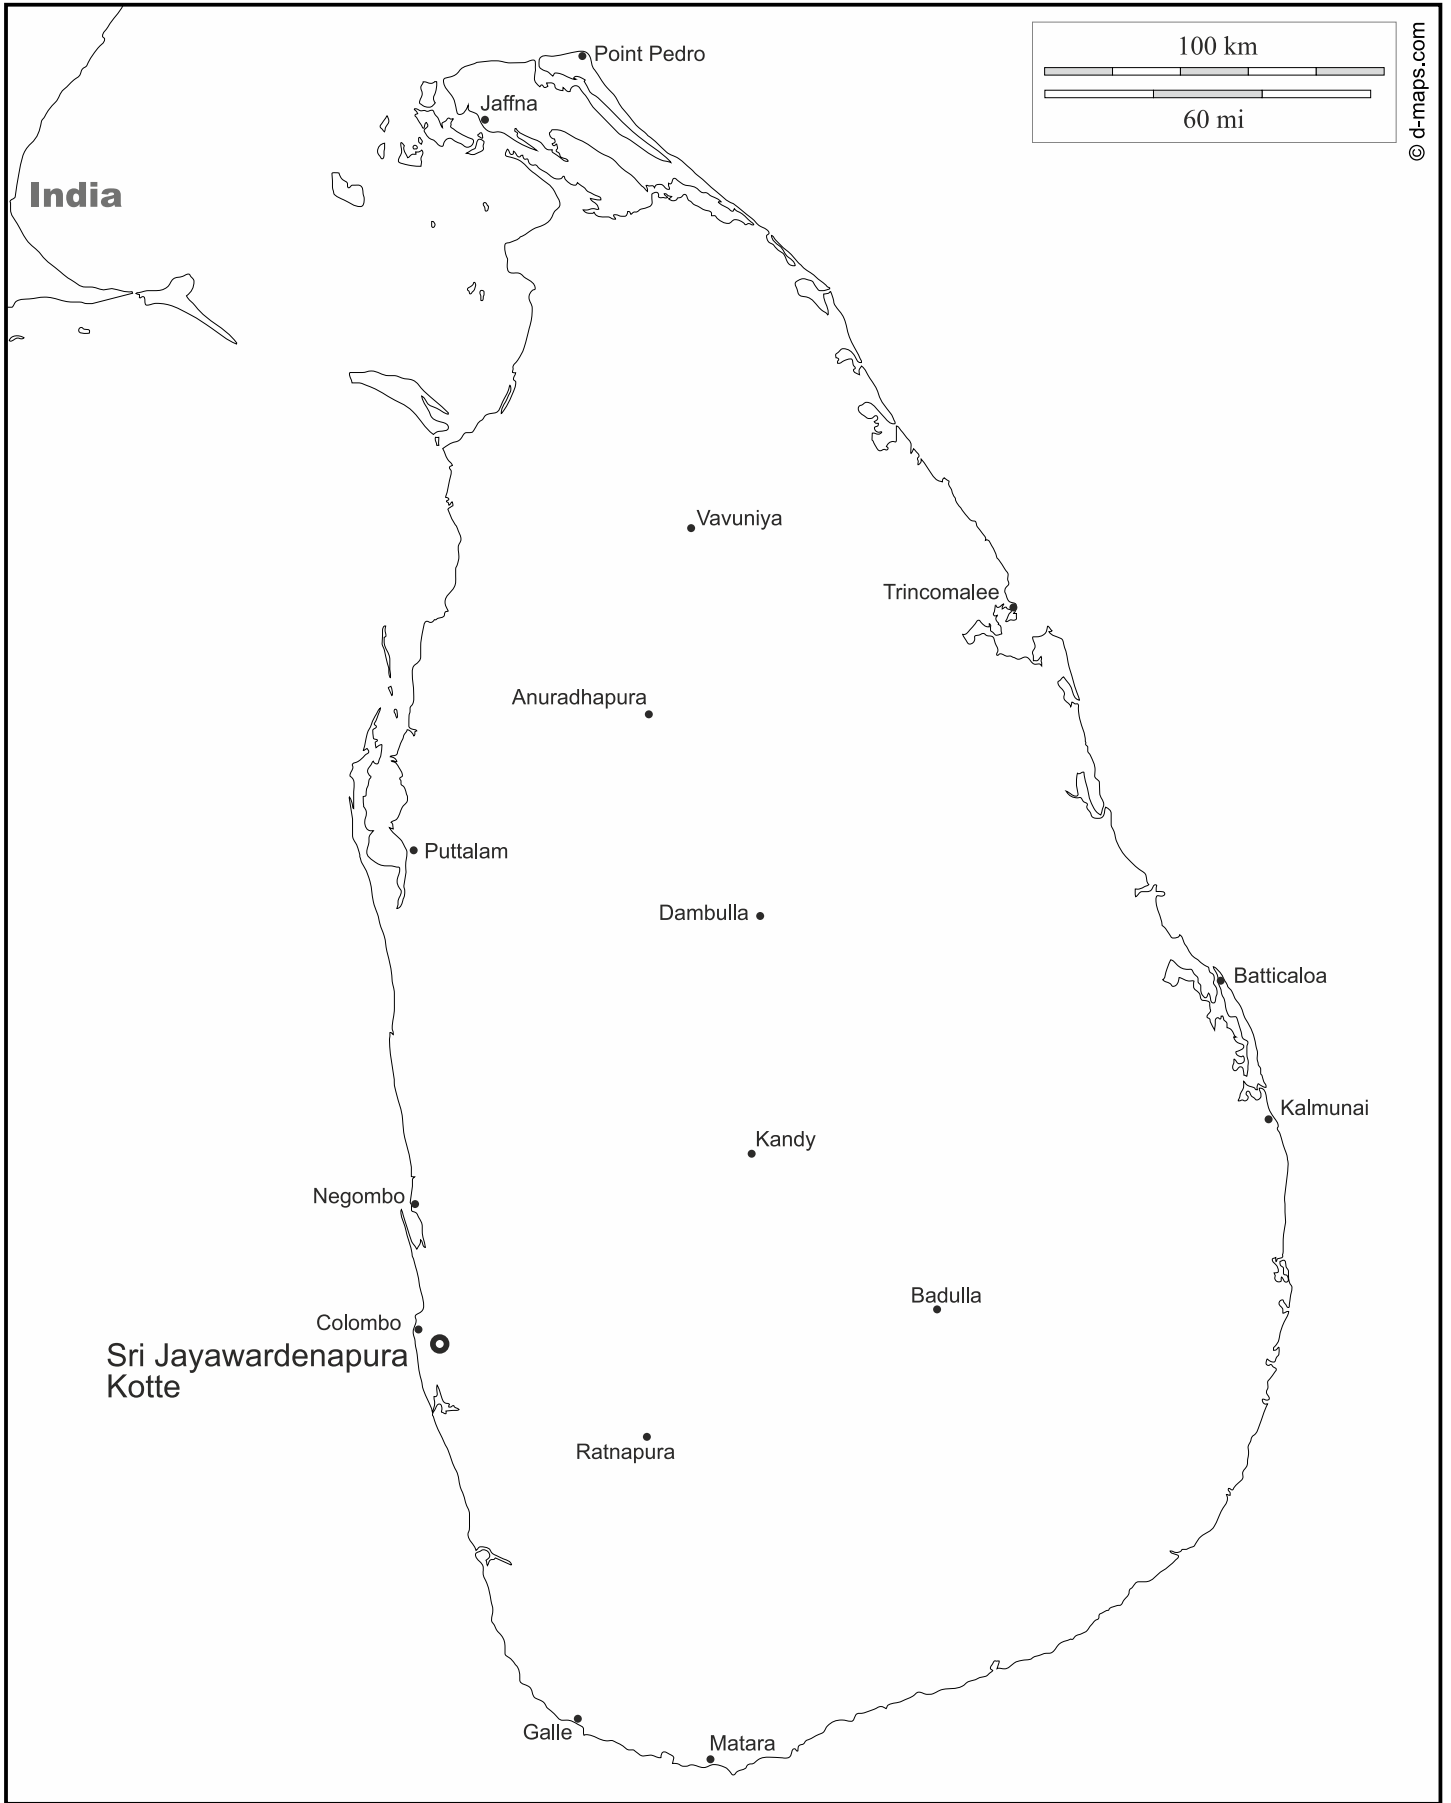 Point Pedro
100 km
60 mi
© d-maps.com
Jaffna
India
Vavuniya
Trincomalee
Anuradhapura
Puttalam
Dambulla
Batticaloa
Kalmunai
Kandy
Negombo
Badulla
Colombo
Sri Jayawardenapura
Kotte
Ratnapura
Galle
Matara